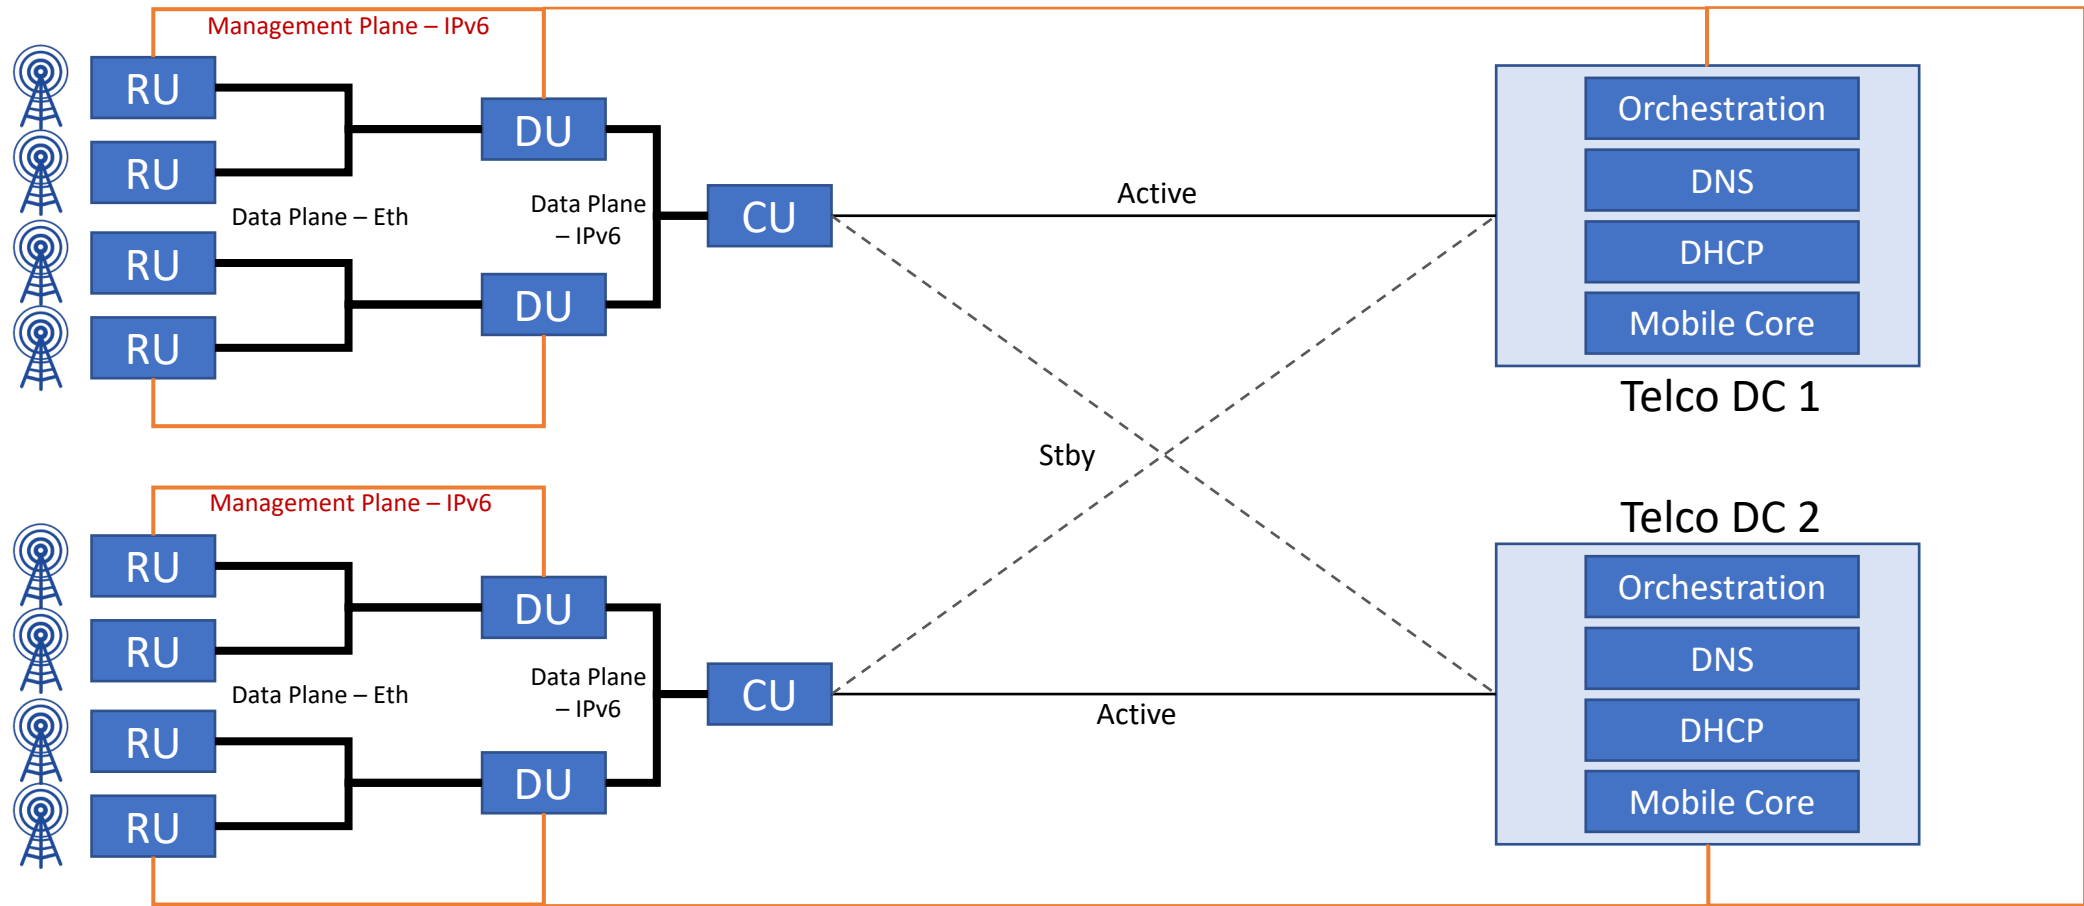 Management Plane – IPv6
RU
RU
Data Plane – Eth
RU
RU
DU
Data Plane
– IPv6
DU
CU
Active
Orchestration
DNS
DHCP
Mobile Core
Telco DC 1
Stby
Management Plane – IPv6
RU
RU
Data Plane – Eth
RU
RU
DU
Data Plane
– IPv6
DU
CU
Active
Telco DC 2
Orchestration
DNS
DHCP
Mobile Core